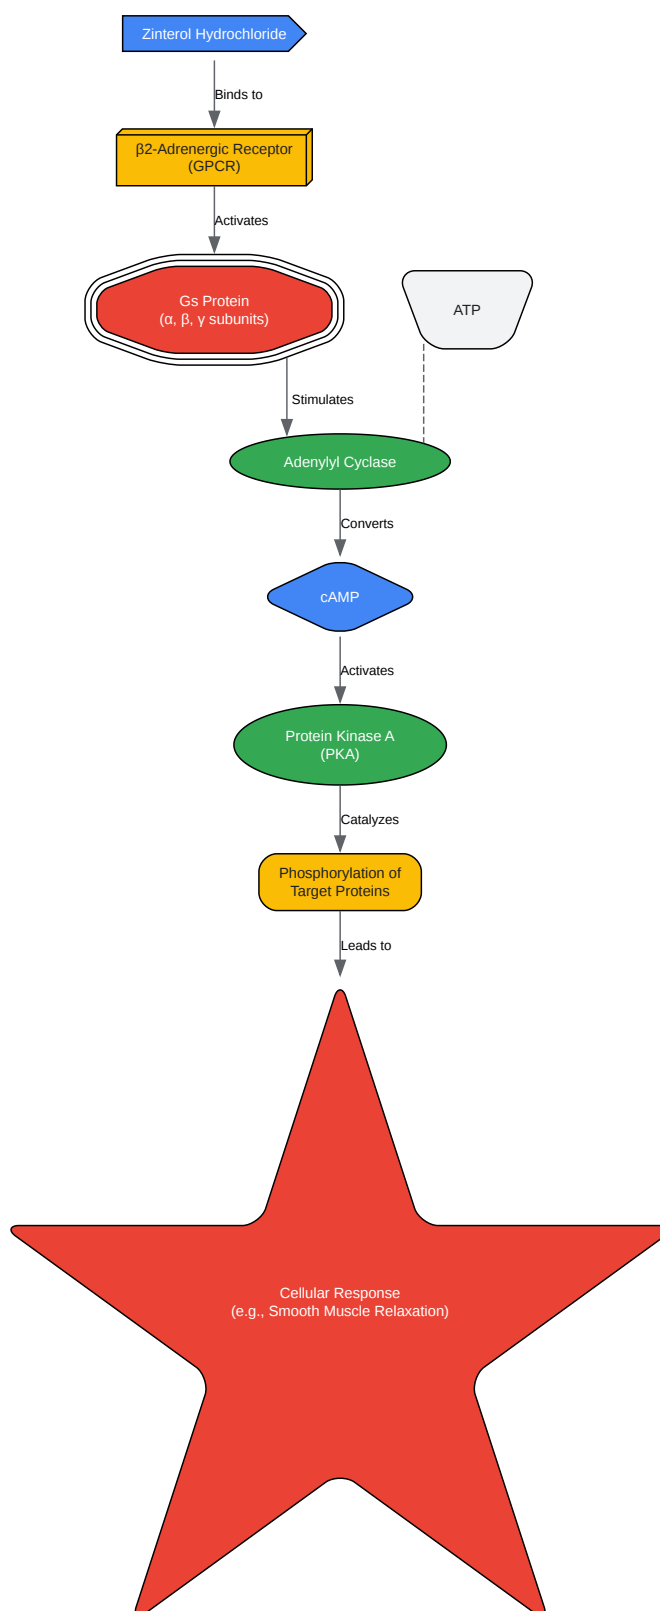 Zinterol Hydrochloride
Binds to
β2-Adrenergic Receptor
(GPCR)
Activates
Gs Protein
(α, β, γ subunits)
ATP
Stimulates
Adenylyl Cyclase
Converts
cAMP
Activates
Protein Kinase A
(PKA)
Catalyzes
Phosphorylation of
Target Proteins
Leads to
Cellular Response
(e.g., Smooth Muscle Relaxation)